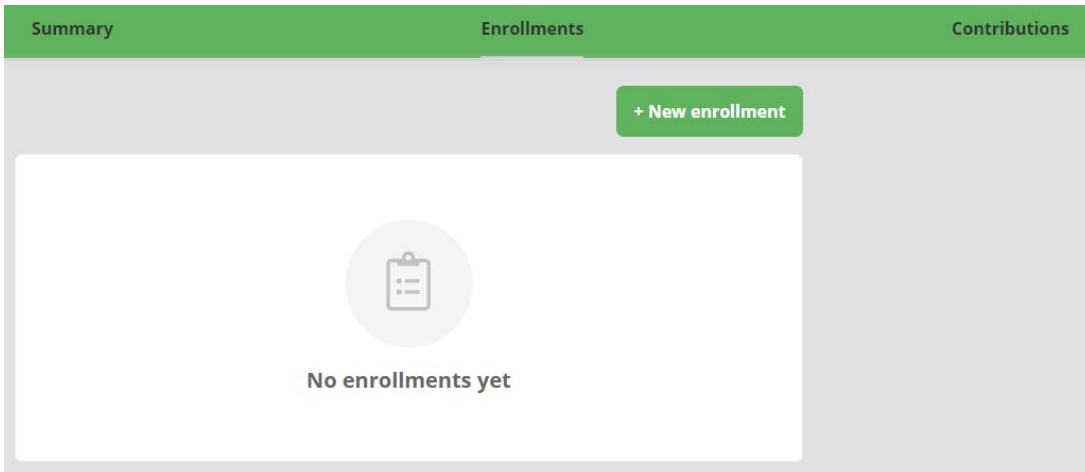 Summary Enrollments Contributions
+ New enrollment
No enrollments yet